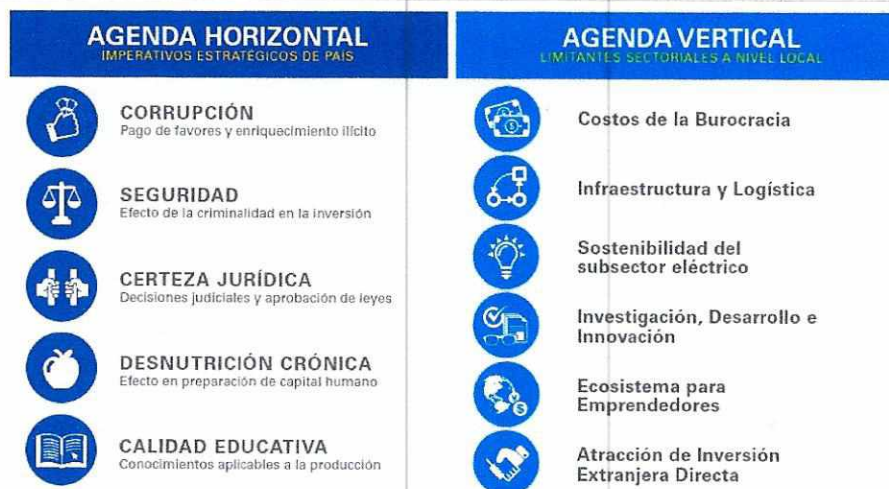 AGENDA HORIZONTAL
IMPERATIVOS ESTRATÉGICOS DE PAÍS
CORRUPCIÓN
Pago de favores y enriquecimiento ilícito
SEGURIDAD
Efecto de la criminalidad en la inversión
CERTEZA JURÍDICA
Decisiones judiciales y aprobación de leyes
DESNUTRICIÓN CRÓNICA
Efecto en preparación de capital humano
CALIDAD EDUCATIVA
Conocimientos aplicables a la producción
AGENDA VERTICAL
LIMITANTES SECTORIALES A NIVEL LOCAL
Costos de la Burocracia
Infraestructura y Logística
Sostenibilidad del
subsector eléctrico
Investigación, Desarrollo e
Innovación
Ecosistema para
Emprendedores
Atracción de Inversión
Extranjera Directa